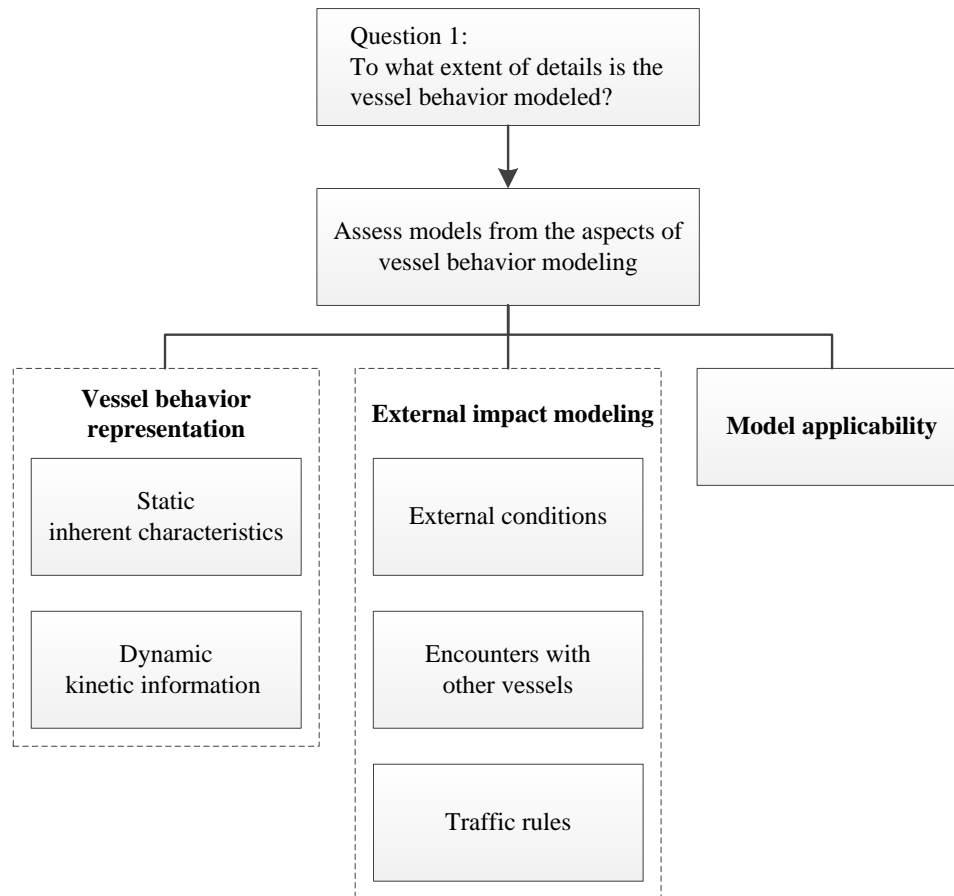 Question 1:
To what extent of details is the
vessel behavior modeled?
Assess models from the aspects of
vessel behavior modeling
Vessel behavior
representation
Static
inherent characteristics
Dynamic
kinetic information
External impact modeling
External conditions
Encounters with
other vessels
Traffic rules
Model applicability